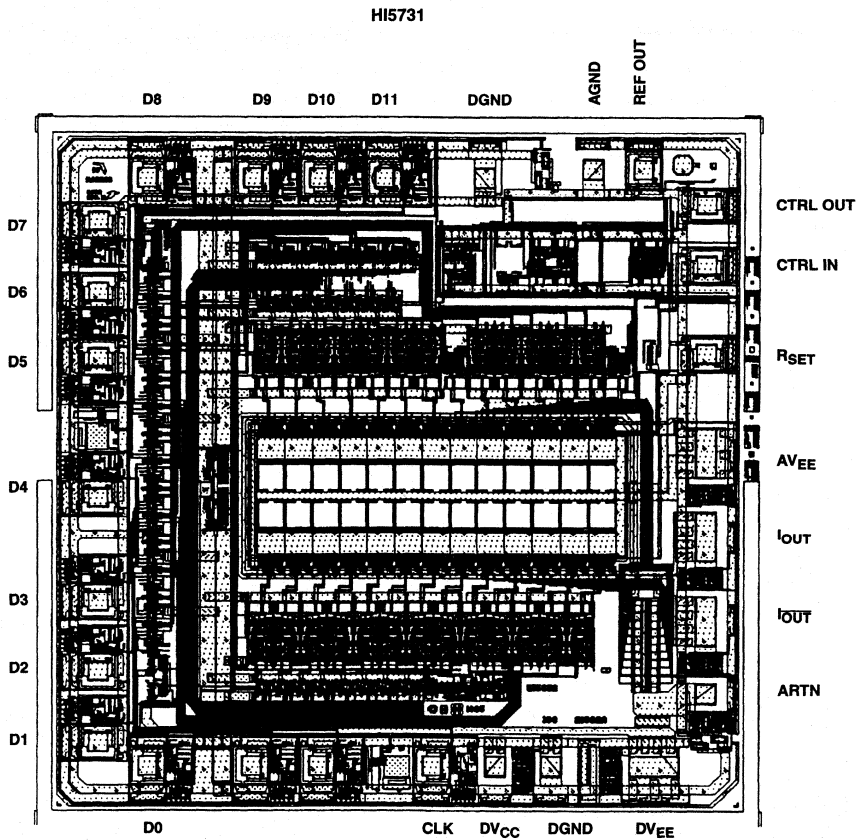 HI5731
D8 D9 D10 D11 DGND AGND REF OUT
D7
D6
D5
D4
D3
D2
D1
CTRL OUT
CTRL IN
RSET
AVEE
IOUT
I̅O̅U̅T̅
ARTN
D0 CLK DVCC DGND DVEE